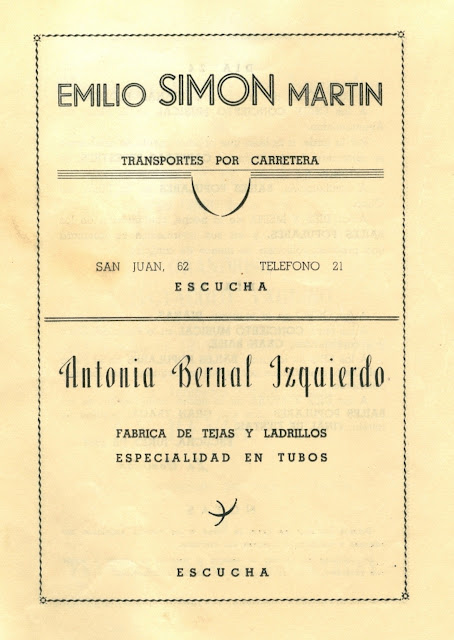 EMILIO SIMON MARTIN
TRANSPORTES POR CARRETERA
SAN JUAN, 62 TELEFONO 21
ESCUCHA
Antonia Bernal Izquierdo
FABRICA DE TEJAS Y LADRILLOS
ESPECIALIDAD EN TUBOS
ESCUCHA